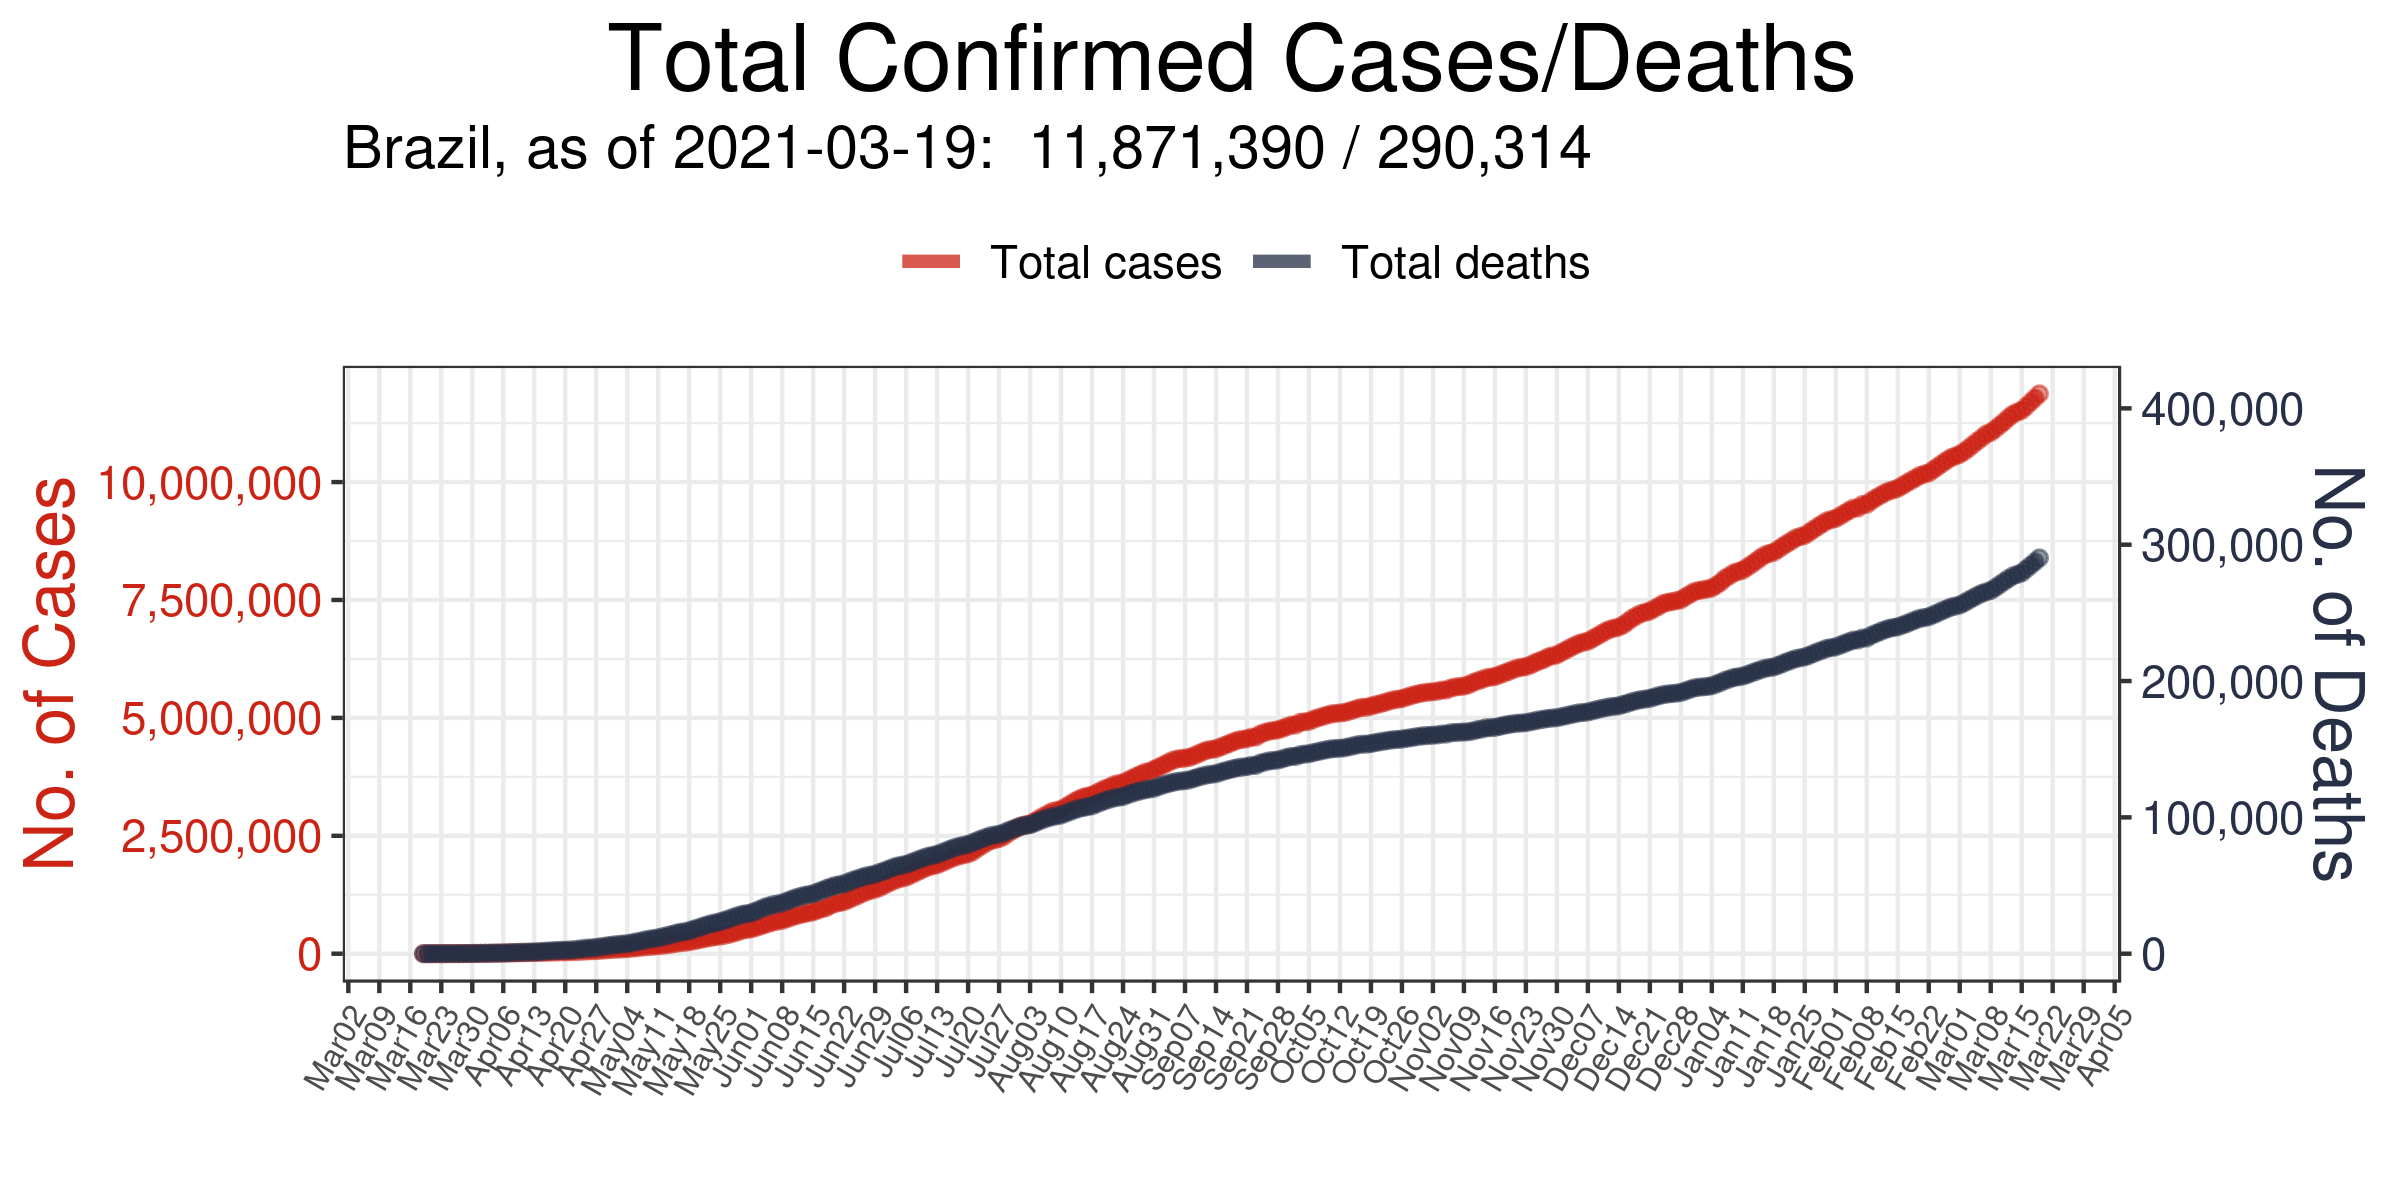 Total Confirmed Cases/Deaths
Brazil, as of 2021-03-19: 11,871,390 / 290,314
Total cases
Total deaths
No. of Cases
10,000,000
7,500,000
5,000,000
2,500,000
0
400,000
300,000
200,000
100,000
0
No. of Deaths
Mar02
Mar09
Mar16
Mar23
Mar30
Apr06
Apr13
Apr20
Apr27
May04
May11
May18
May25
Jun01
Jun08
Jun15
Jun22
Jun29
Jul06
Jul13
Jul20
Jul27
Aug03
Aug10
Aug17
Aug24
Aug31
Sep07
Sep14
Sep21
Sep28
Oct05
Oct12
Oct19
Oct26
Nov02
Nov09
Nov16
Nov23
Nov30
Dec07
Dec14
Dec21
Dec28
Jan04
Jan11
Jan18
Jan25
Feb01
Feb08
Feb15
Feb22
Mar01
Mar08
Mar15
Mar22
Mar29
Apr05